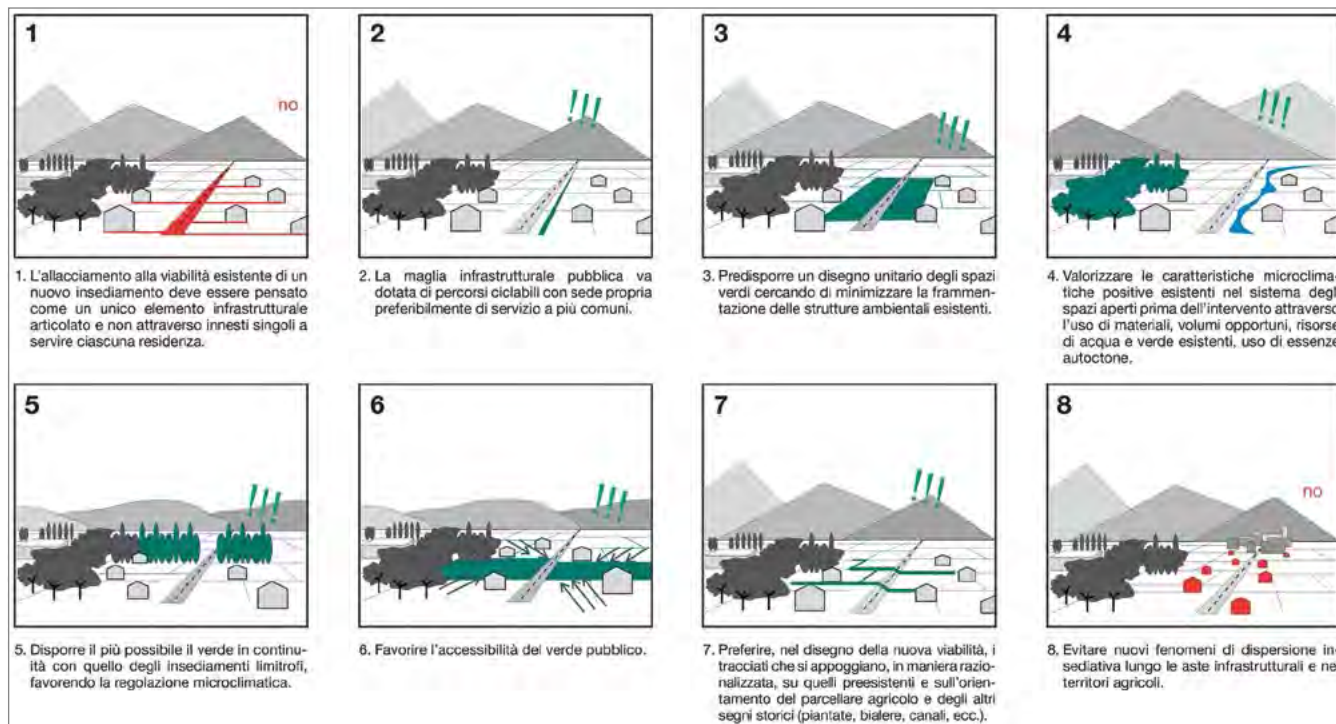 1
no
2
!!!
3
!!!
4
!!!
1. L'allacciamento alla viabilità esistente di un
nuovo insediamento deve essere pensato
come un unico elemento infrastrutturale
articolato e non attraverso innesti singoli a
servire ciascuna residenza.
2. La maglia infrastrutturale pubblica va
dotata di percorsi ciclabili con sede propria
preferibilmente di servizio a più comuni.
3. Predisporre un disegno unitario degli spazi
verdi cercando di minimizzare la frammen-
tazione delle strutture ambientali esistenti.
4. Valorizzare le caratteristiche microclima-
tiche positive esistenti nel sistema degl
spazi aperti prima dell'intervento attraverso
l'uso di materiali, volumi opportuni, risorse
di acqua e verde esistenti, uso di essenze
autoctone.
5
!!!
6
!!!
7
!!!
8
no
5. Disporre il più possibile il verde in continu-
ità con quello degli insediamenti limitrofi,
favorendo la regolazione microclimatica.
6. Favorire l'accessibilità del verde pubblico.
7. Preferire, nel disegno della nuova viabilità, i
tracciati che si appoggiano, in maniera razio-
nalizzata, su quelli preesistenti e sull'orien-
tamento del parcellare agricolo e degli altri
segni storici (piantate, bialere, canali, ecc.).
8. Evitare nuovi fenomeni di dispersione in-
sediativa lungo le aste infrastrutturali e ne
territori agricoli.